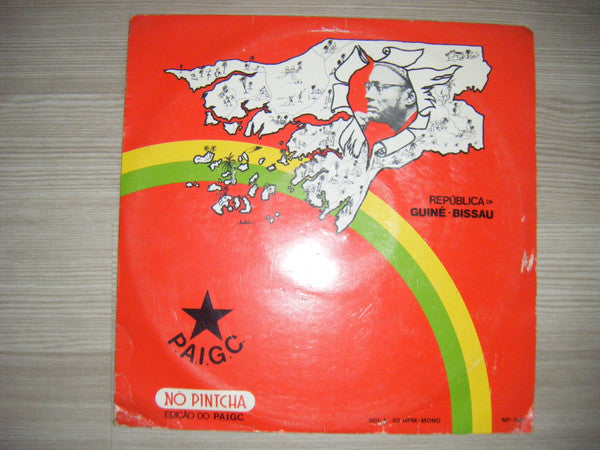 REPÚBLICA DA
GUINÉ-BISSAU
P.A.I.G.C
NÔ PINTCHA
EDIÇÃO DO PAIGC
33 RPM-MONO